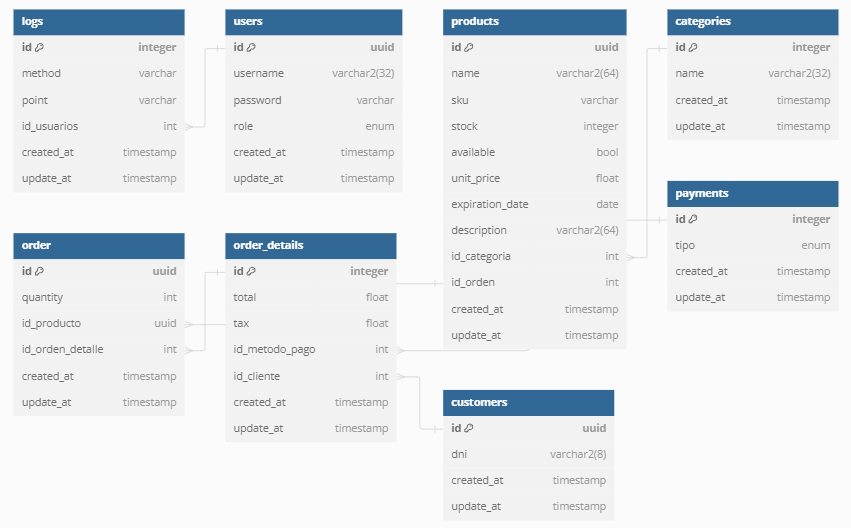 logs
id integer
method varchar
point varchar
id_usuarios int
created_at timestamp
update_at timestamp
users
id uuid
username varchar2(32)
password varchar
role enum
created_at timestamp
update_at timestamp
products
id uuid
name varchar2(64)
sku varchar
stock integer
available bool
unit_price float
expiration_date date
description varchar2(64)
id_categoria int
id_orden int
created_at timestamp
update_at timestamp
categories
id integer
name varchar2(32)
created_at timestamp
update_at timestamp
payments
id integer
tipo enum
created_at timestamp
update_at timestamp
order
id uuid
quantity int
id_producto uuid
id_orden_detalle int
created_at timestamp
update_at timestamp
order_details
id integer
total float
tax float
id_metodo_pago int
id_cliente int
created_at timestamp
update_at timestamp
customers
id uuid
dni varchar2(8)
created_at timestamp
update_at timestamp